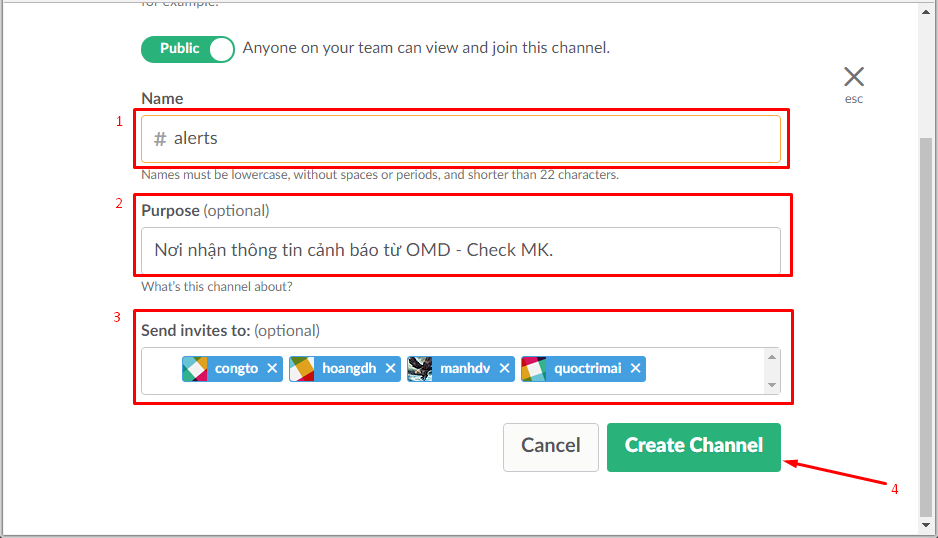 for example.
Public Anyone on your team can view and join this channel.
esc
Name
1
# alerts
Names must be lowercase, without spaces or periods, and shorter than 22 characters.
2
Purpose (optional)
Nơi nhận thông tin cảnh báo từ OMD - Check MK.
What's this channel about?
3
Send invites to: (optional)
congto × hoangdh × manhdv × quoctrimai ×
Cancel Create Channel
4